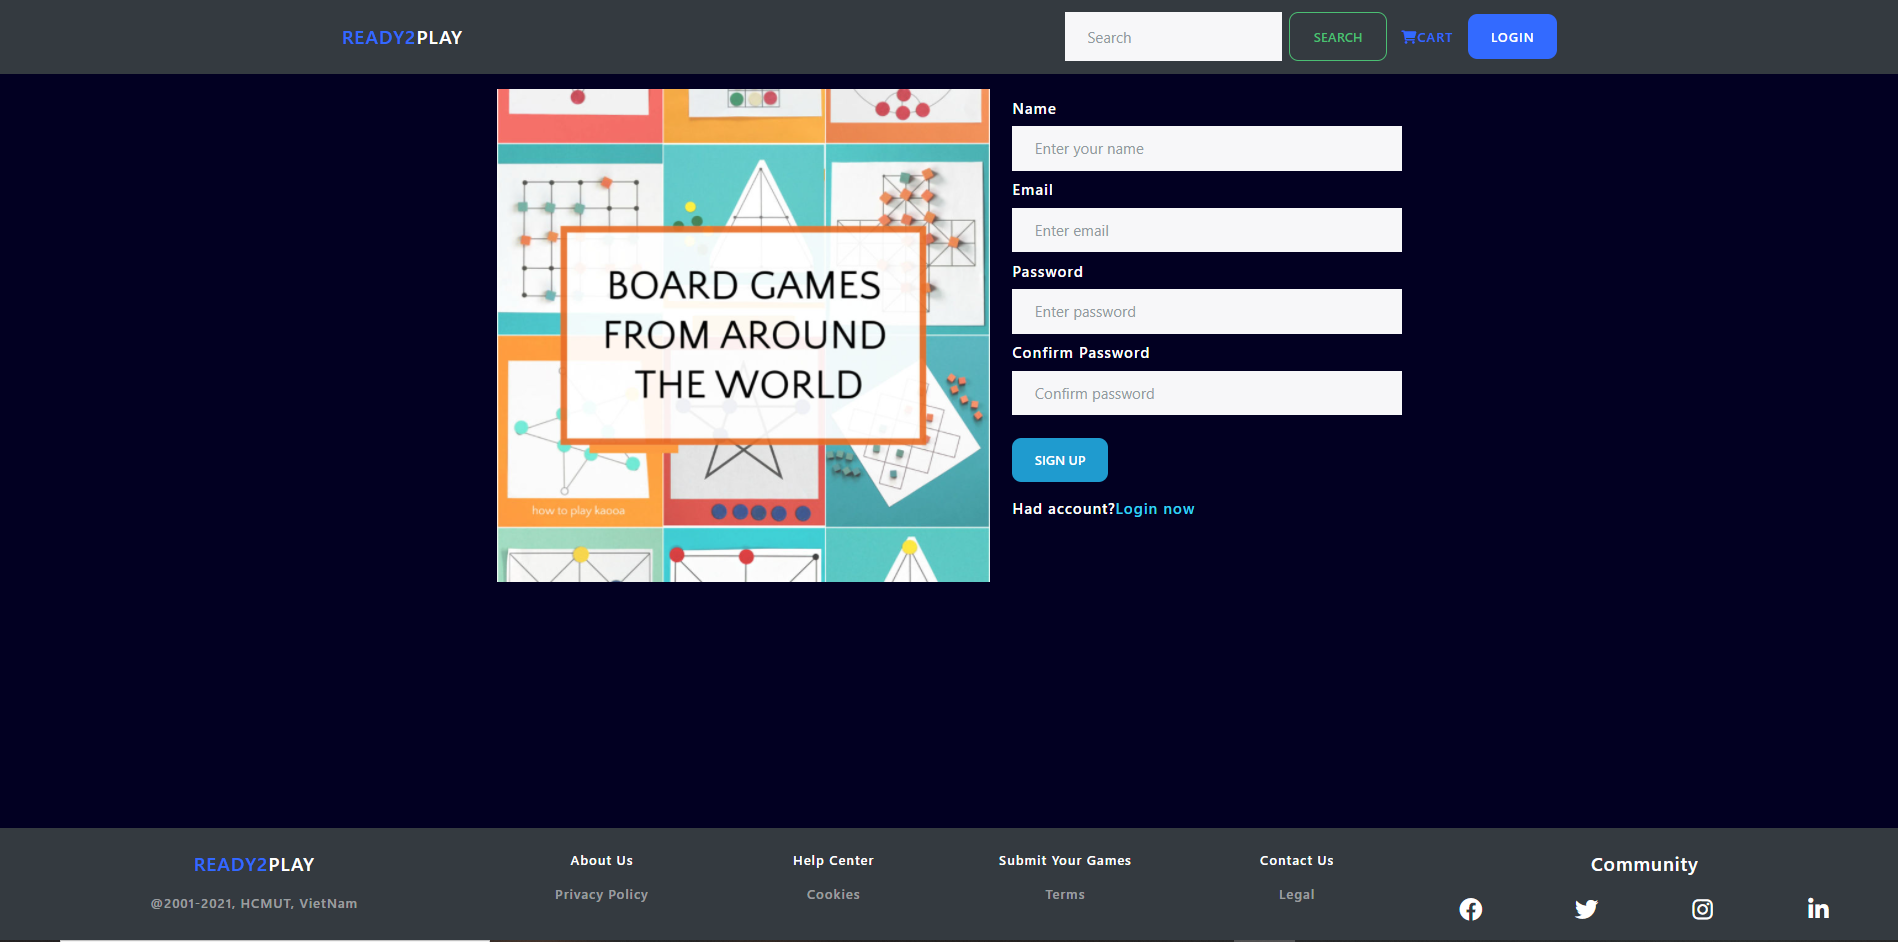 READY2PLAY
Search
SEARCH
CART
LOGIN
BOARD GAMES
FROM AROUND
THE WORLD
how to play kaooa
Name
Enter your name
Email
Enter email
Password
Enter password
Confirm Password
Confirm password
SIGN UP
Had account?Login now
READY2PLAY
@2001-2021, HCMUT, VietNam
About Us
Privacy Policy
Help Center
Cookies
Submit Your Games
Terms
Contact Us
Legal
Community